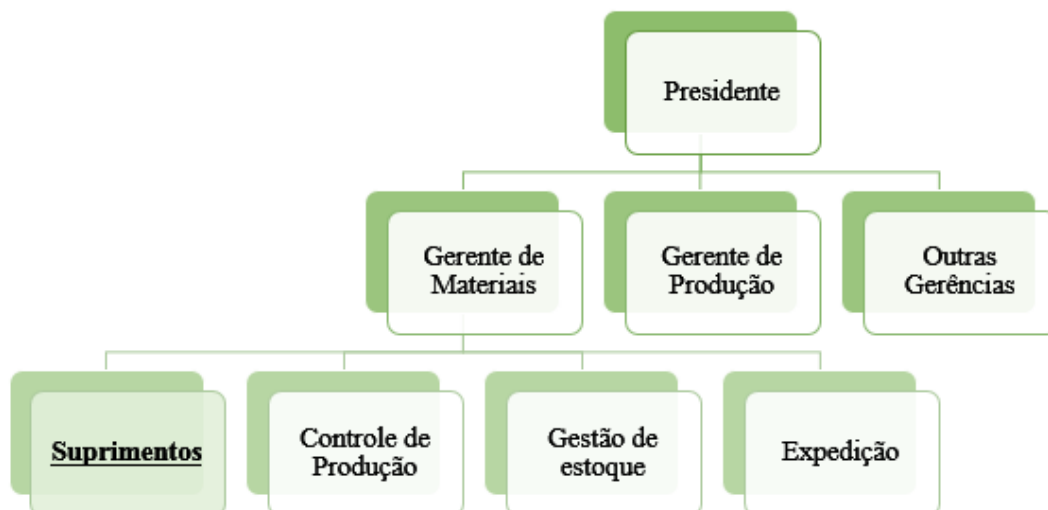 Presidente
Gerente de
Materiais
Gerente de
Produção
Outras
Gerências
Suprimentos
Controle de
Produção
Gestão de
estoque
Expedição